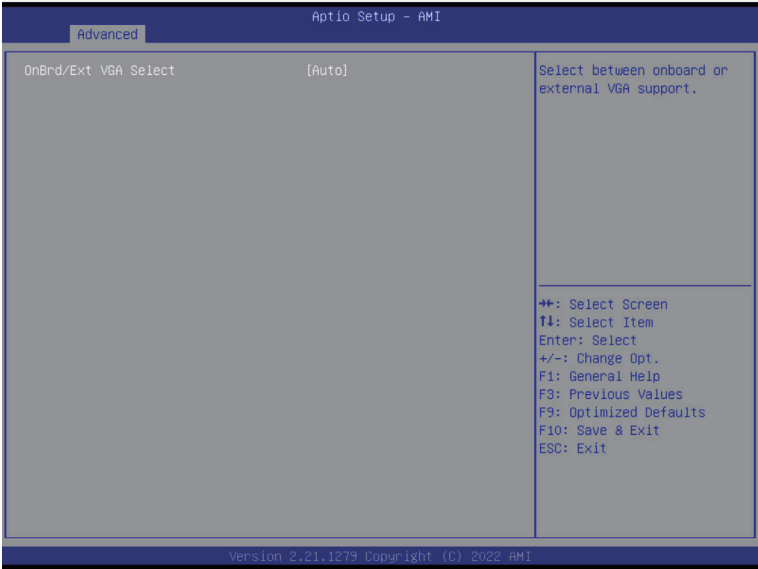 Aptio Setup – AMI
Advanced
OnBrd/Ext VGA Select [Auto]
Select between onboard or
external VGA support.
→←: Select Screen
↑↓: Select Item
Enter: Select
+/-: Change Opt.
F1: General Help
F3: Previous Values
F9: Optimized Defaults
F10: Save & Exit
ESC: Exit
Version 2.21.1279 Copyright (C) 2022 AMI